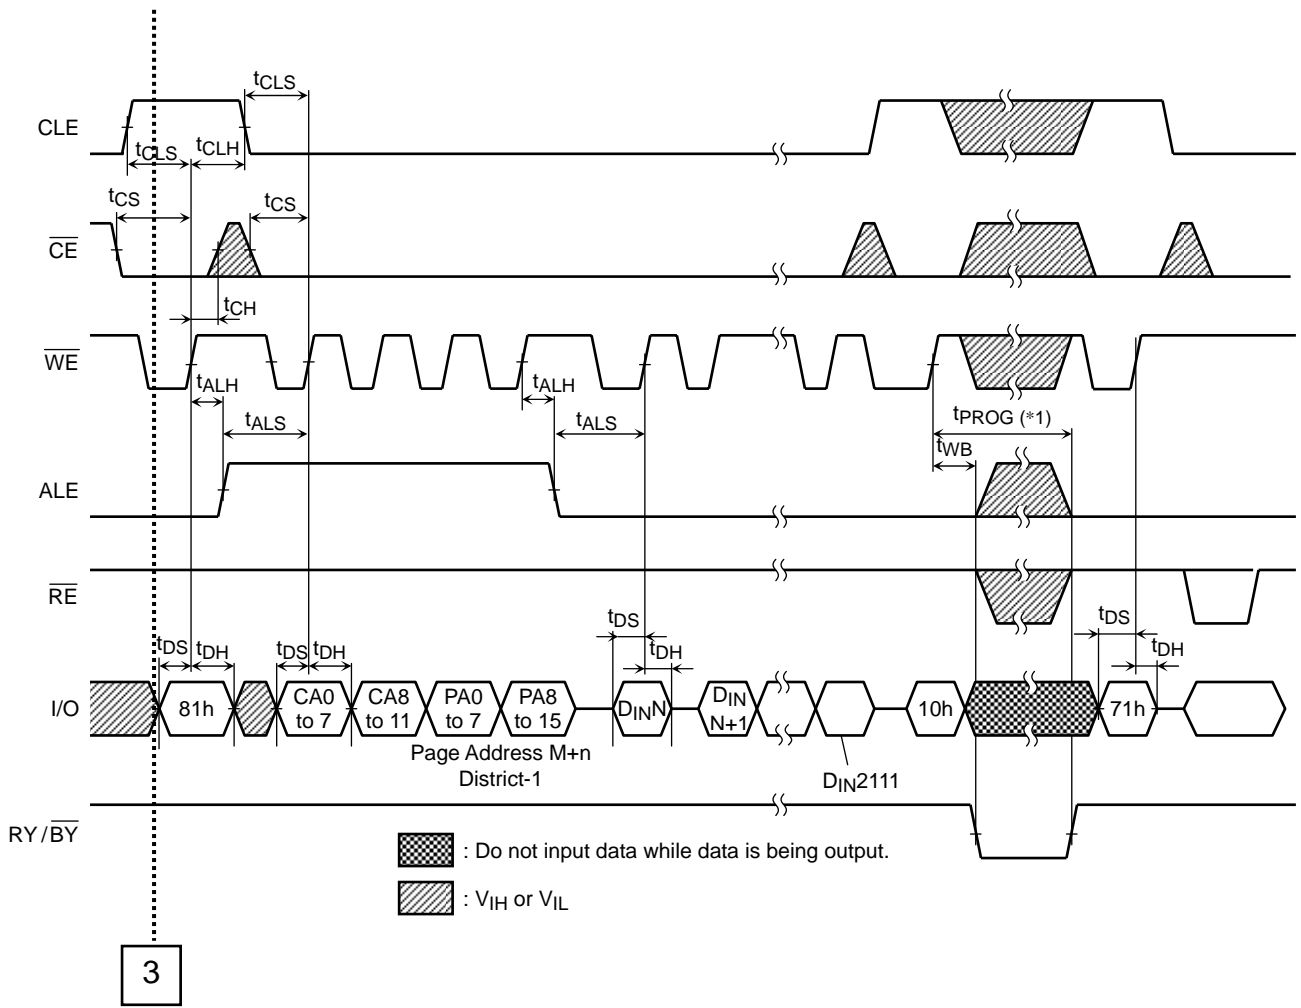 tCLS
CLE
tCLS
tCLH
tCS
tCS
CE
tCH
WE
tALH
tALH
tALS
tALS
tPROG (*1)
tWB
ALE
RE
tDS
tDH
tDS
tDH
tDS
tDH
tDS
tDH
I/O
81h
CA0 to 7
CA8 to 11
PA0 to 7
PA8 to 15
DINN
DIN N+1
10h
71h
Page Address M+n
District-1
DIN2111
RY/BY
: Do not input data while data is being output.
: VIH or VIL
3